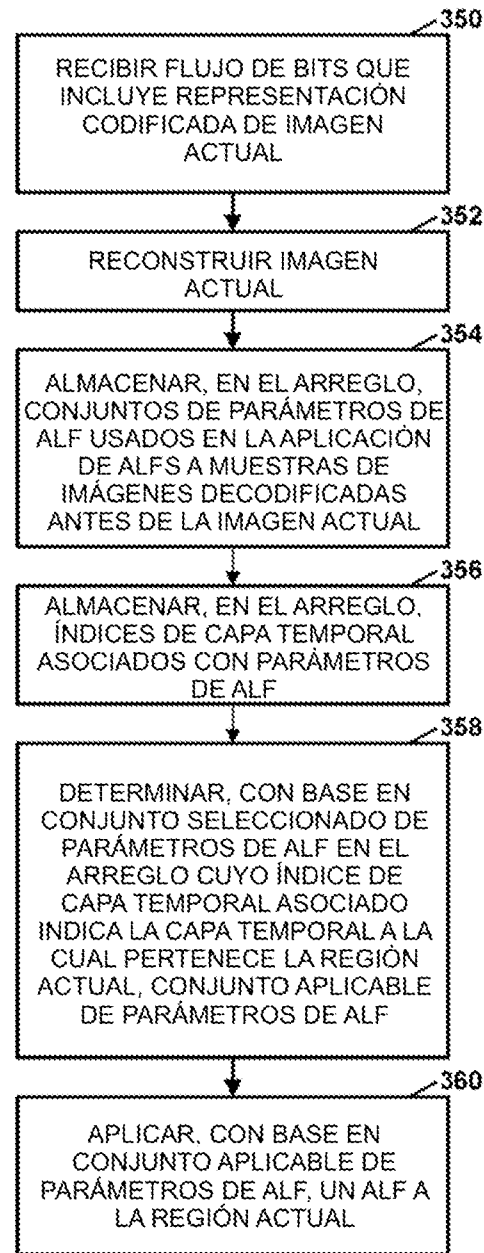 350
RECIBIR FLUJO DE BITS QUE
INCLUYE REPRESENTACIÓN
CODIFICADA DE IMAGEN
ACTUAL
352
RECONSTRUIR IMAGEN
ACTUAL
354
ALMACENAR, EN EL ARREGLO,
CONJUNTOS DE PARÁMETROS DE
ALF USADOS EN LA APLICACIÓN
DE ALFS A MUESTRAS DE
IMÁGENES DECODIFICADAS
ANTES DE LA IMAGEN ACTUAL
356
ALMACENAR, EN EL ARREGLO,
ÍNDICES DE CAPA TEMPORAL
ASOCIADOS CON PARÁMETROS
DE ALF
358
DETERMINAR, CON BASE EN
CONJUNTO SELECCIONADO DE
PARÁMETROS DE ALF EN EL
ARREGLO CUYO ÍNDICE DE
CAPA TEMPORAL ASOCIADO
INDICA LA CAPA TEMPORAL A LA
CUAL PERTENECE LA REGIÓN
ACTUAL, CONJUNTO APLICABLE
DE PARÁMETROS DE ALF
360
APLICAR, CON BASE EN
CONJUNTO APLICABLE DE
PARÁMETROS DE ALF, UN ALF A
LA REGIÓN ACTUAL